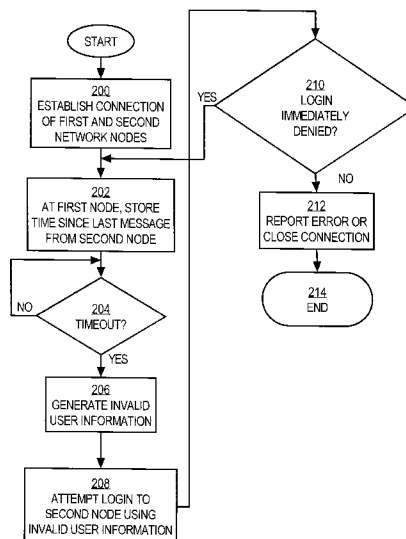 START
200
ESTABLISH CONNECTION
OF FIRST AND SECOND
NETWORK NODES
202
AT FIRST NODE, STORE
TIME SINCE LAST MESSAGE
FROM SECOND NODE
NO
204
TIMEOUT?
YES
206
GENERATE INVALID
USER INFORMATION
208
ATTEMPT LOGIN TO
SECOND NODE USING
INVALID USER INFORMATION
YES
210
LOGIN
IMMEDIATELY
DENIED?
NO
212
REPORT ERROR OR
CLOSE CONNECTION
214
END